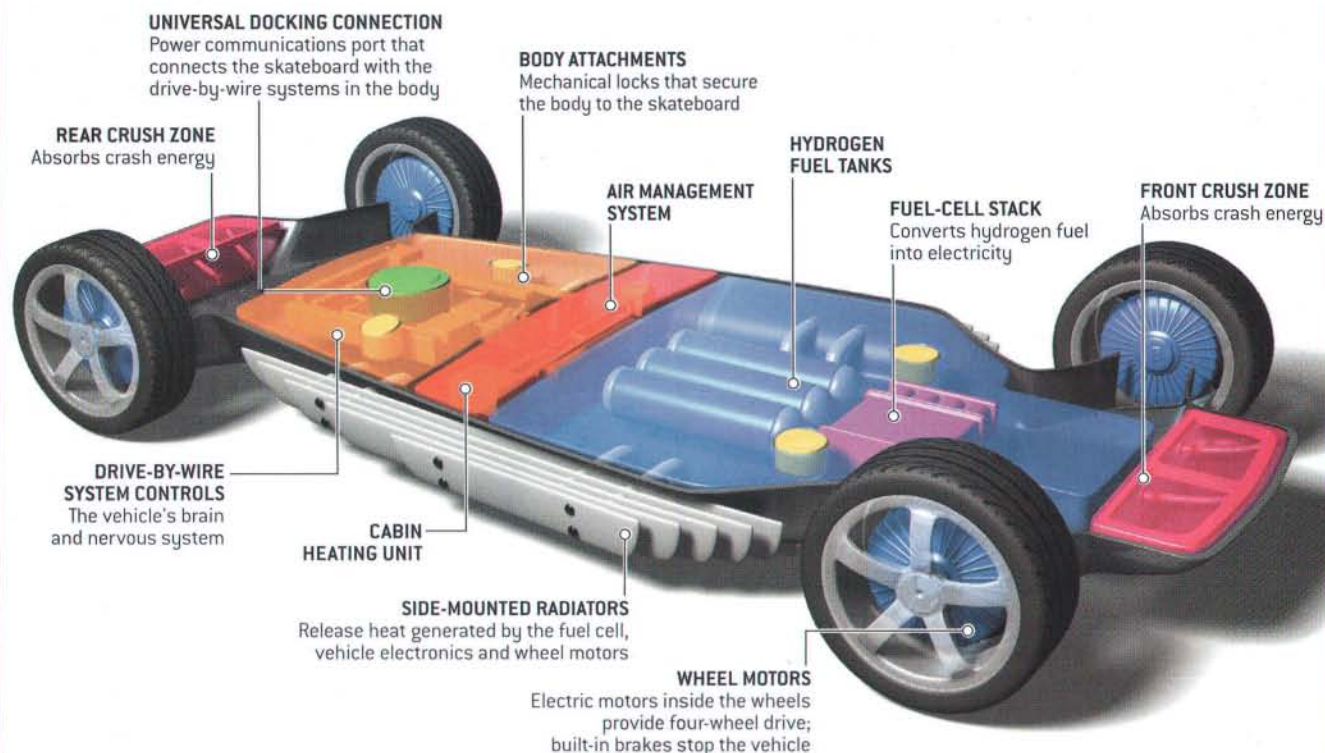 UNIVERSAL DOCKING CONNECTION
Power communications port that
connects the skateboard with the
drive-by-wire systems in the body
BODY ATTACHMENTS
Mechanical locks that secure
the body to the skateboard
REAR CRUSH ZONE
Absorbs crash energy
HYDROGEN
FUEL TANKS
AIR MANAGEMENT
SYSTEM
FUEL-CELL STACK
Converts hydrogen fuel
into electricity
FRONT CRUSH ZONE
Absorbs crash energy
DRIVE-BY-WIRE
SYSTEM CONTROLS
The vehicle's brain
and nervous system
CABIN
HEATING UNIT
SIDE-MOUNTED RADIATORS
Release heat generated by the fuel cell,
vehicle electronics and wheel motors
WHEEL MOTORS
Electric motors inside the wheels
provide four-wheel drive;
built-in brakes stop the vehicle